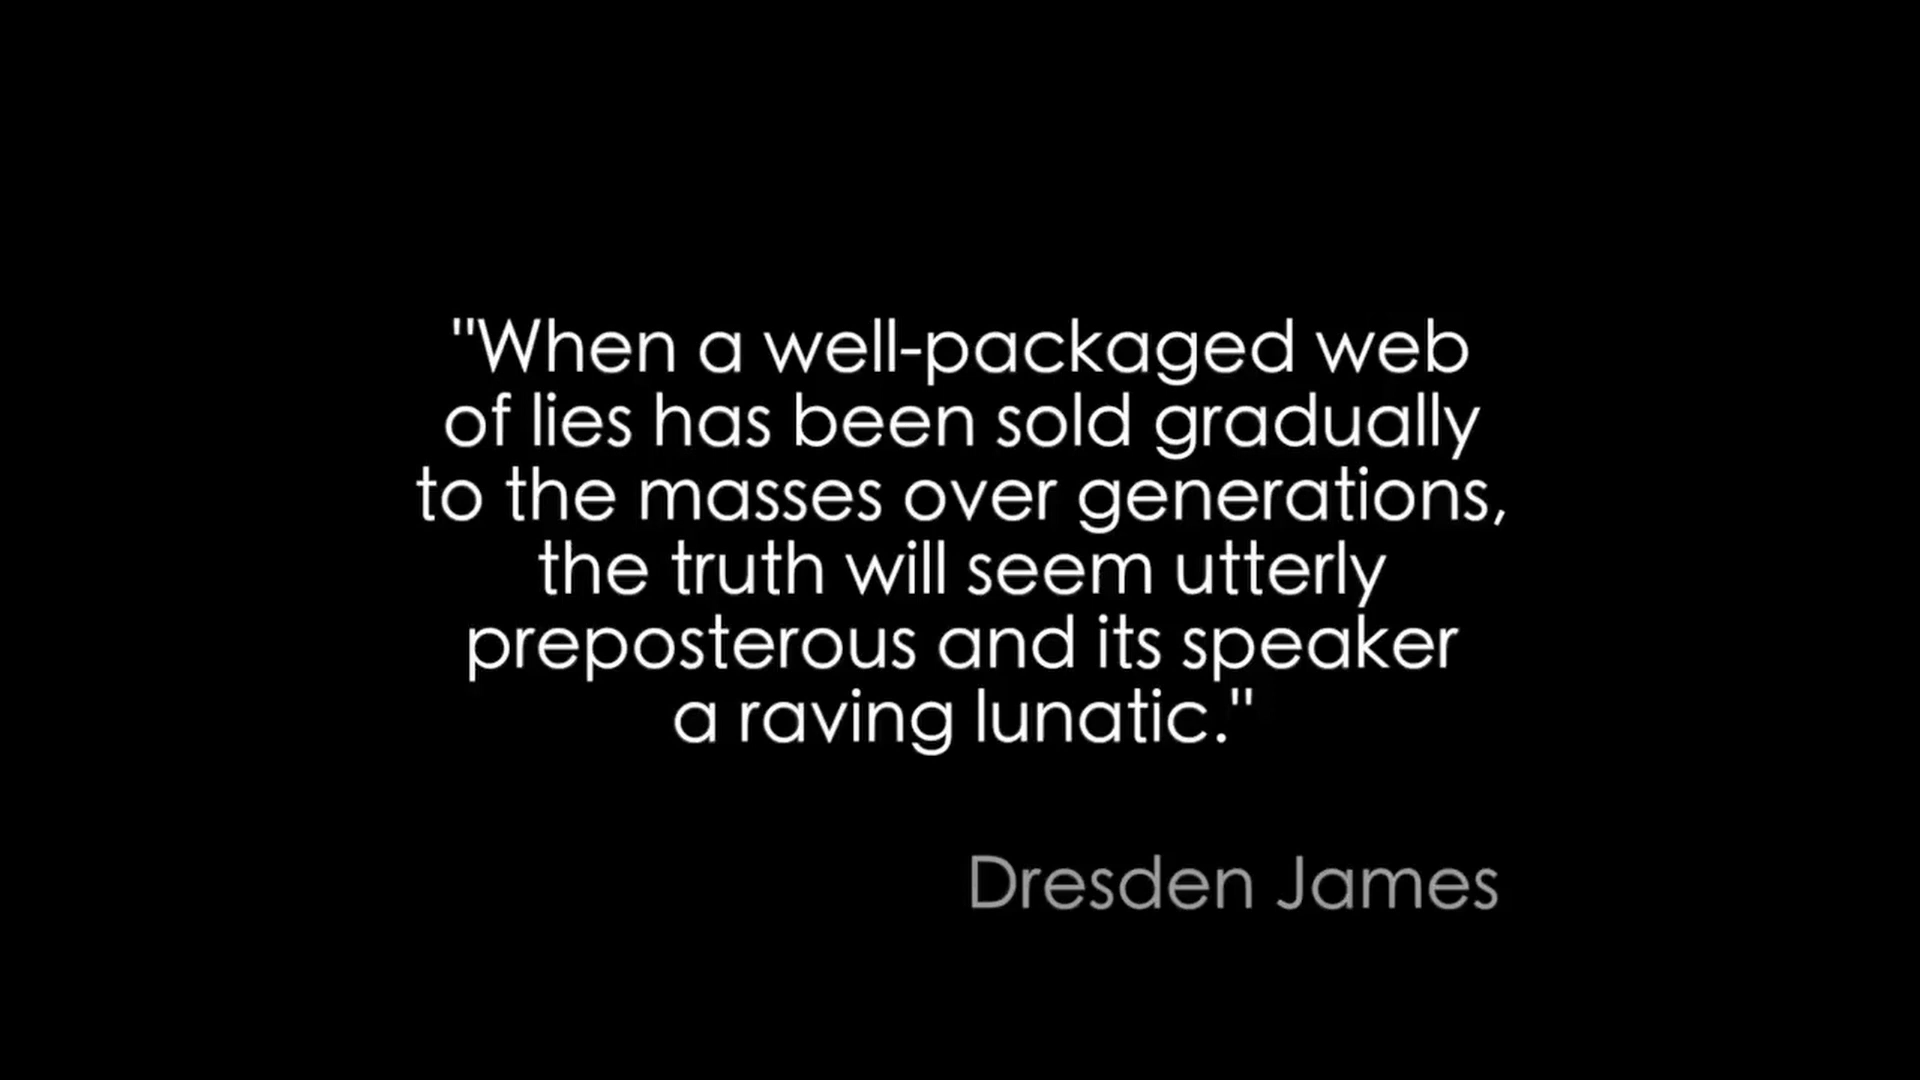 "When a well-packaged web
of lies has been sold gradually
to the masses over generations,
the truth will seem utterly
preposterous and its speaker
a raving lunatic."
Dresden James